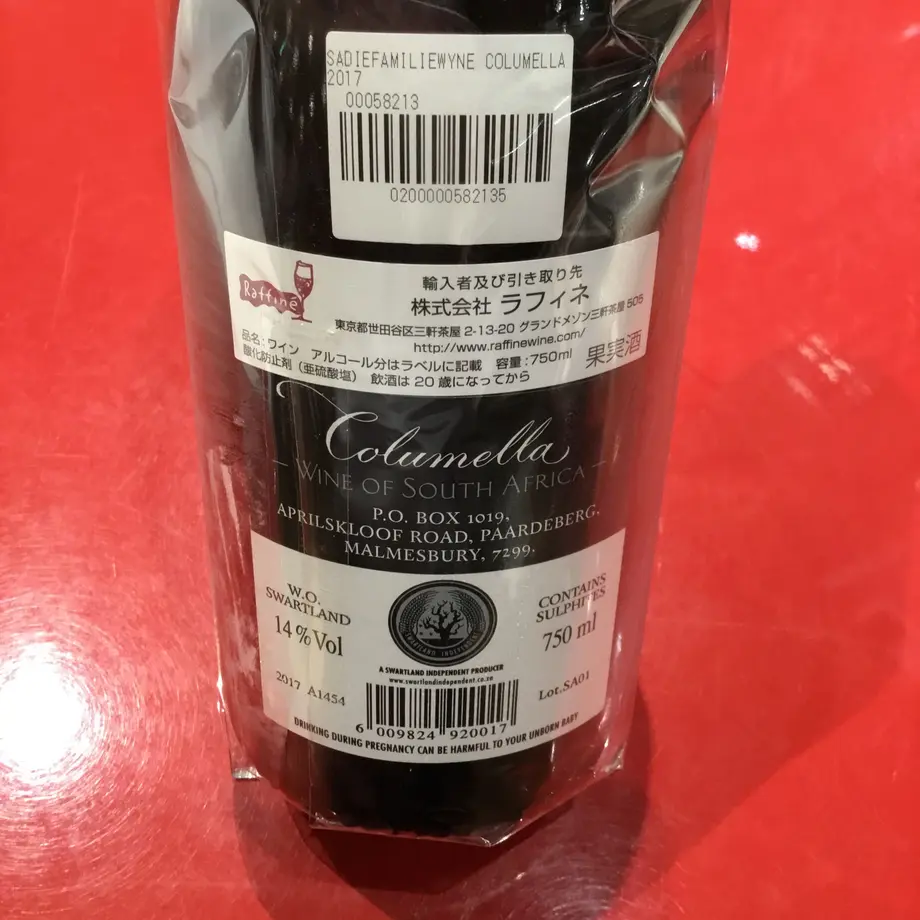 SADIEFAMILIEWYNE COLUMELLA
2017
00058213
0200000582135
Raffiné
輸入者及び引き取り先
株式会社 ラフィネ
東京都世田谷区三軒茶屋 2-13-20 グランドメゾン三軒茶屋 505
http://www.raffinewine.com/
品名:ワイン アルコール分はラベルに記載 容量:750ml 果実酒
酸化防止剤(亜硫酸塩) 飲酒は20歳になってから
Columella
- WINE OF SOUTH AFRICA -
P.O. BOX 1019,
APRILSKLOOF ROAD, PAARDEBERG,
MALMESBURY, 7299.
W.O.
SWARTLAND
14 % Vol
2017 A1454
SWARTLAND INDEPENDENT
A SWARTLAND INDEPENDENT PRODUCER
www.swartlandindependent.co.za
CONTAINS
SULPHITES
750 ml
Lot.SA01
6 009824 920017
DRINKING DURING PREGNANCY CAN BE HARMFUL TO YOUR UNBORN BABY